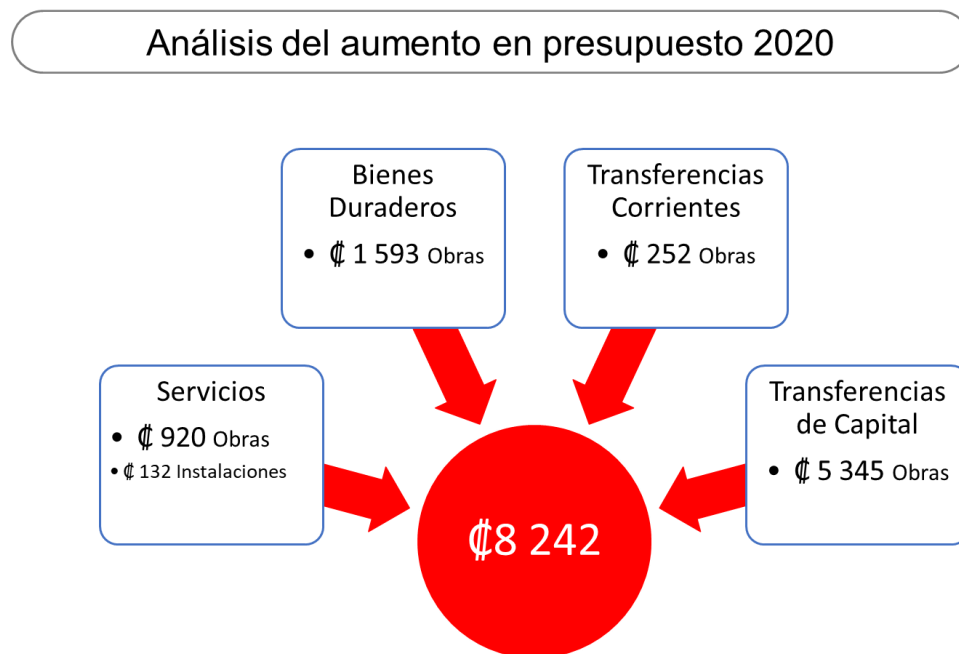 Análisis del aumento en presupuesto 2020
Bienes
Duraderos
• ₡ 1 593 Obras
Transferencias
Corrientes
• ₡ 252 Obras
Servicios
• ₡ 920 Obras
• ₡ 132 Instalaciones
Transferencias
de Capital
• ₡ 5 345 Obras
₡8 242